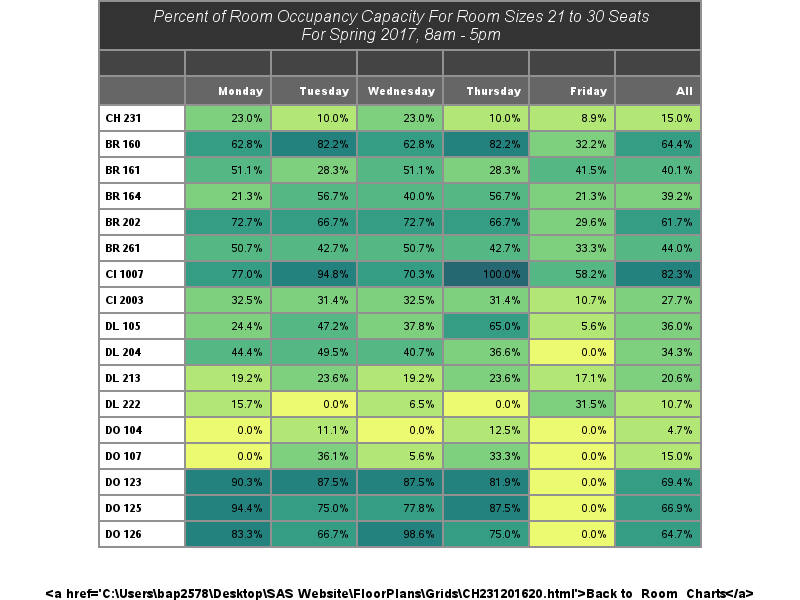 Percent of Room Occupancy Capacity For Room Sizes 21 to 30 Seats
For Spring 2017, 8am - 5pm
Monday Tuesday Wednesday Thursday Friday All
CH 231 23.0% 10.0% 23.0% 10.0% 8.9% 15.0%
BR 160 62.8% 82.2% 62.8% 82.2% 32.2% 64.4%
BR 161 51.1% 28.3% 51.1% 28.3% 41.5% 40.1%
BR 164 21.3% 56.7% 40.0% 56.7% 21.3% 39.2%
BR 202 72.7% 66.7% 72.7% 66.7% 29.6% 61.7%
BR 261 50.7% 42.7% 50.7% 42.7% 33.3% 44.0%
CI 1007 77.0% 94.8% 70.3% 100.0% 58.2% 82.3%
CI 2003 32.5% 31.4% 32.5% 31.4% 10.7% 27.7%
DL 105 24.4% 47.2% 37.8% 65.0% 5.6% 36.0%
DL 204 44.4% 49.5% 40.7% 36.6% 0.0% 34.3%
DL 213 19.2% 23.6% 19.2% 23.6% 17.1% 20.6%
DL 222 15.7% 0.0% 6.5% 0.0% 31.5% 10.7%
DO 104 0.0% 11.1% 0.0% 12.5% 0.0% 4.7%
DO 107 0.0% 36.1% 5.6% 33.3% 0.0% 15.0%
DO 123 90.3% 87.5% 87.5% 81.9% 0.0% 69.4%
DO 125 94.4% 75.0% 77.8% 87.5% 0.0% 66.9%
DO 126 83.3% 66.7% 98.6% 75.0% 0.0% 64.7%
<a href='C:\Users\bap2578\Desktop\SAS Website\FloorPlans\Grids\CH231201620.html'>Back to Room Charts</a>